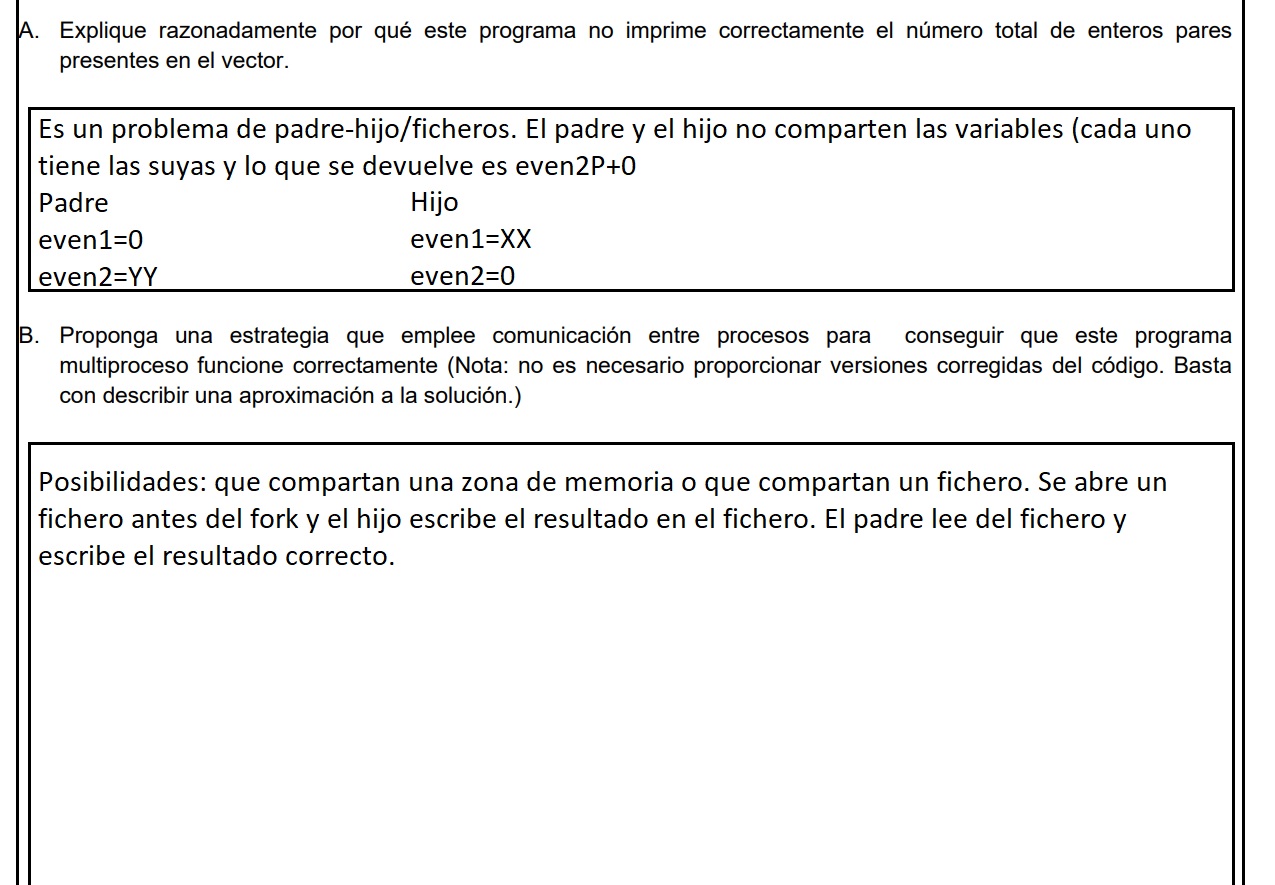 A. Explique razonadamente por qué este programa no imprime correctamente el número total de enteros pares
presentes en el vector.
Es un problema de padre-hijo/ficheros. El padre y el hijo no comparten las variables (cada uno
tiene las suyas y lo que se devuelve es even2P+0
Padre Hijo
even1=0 even1=XX
even2=YY even2=0
B. Proponga una estrategia que emplee comunicación entre procesos para conseguir que este programa
multiproceso funcione correctamente (Nota: no es necesario proporcionar versiones corregidas del código. Basta
con describir una aproximación a la solución.)
Posibilidades: que compartan una zona de memoria o que compartan un fichero. Se abre un
fichero antes del fork y el hijo escribe el resultado en el fichero. El padre lee del fichero y
escribe el resultado correcto.